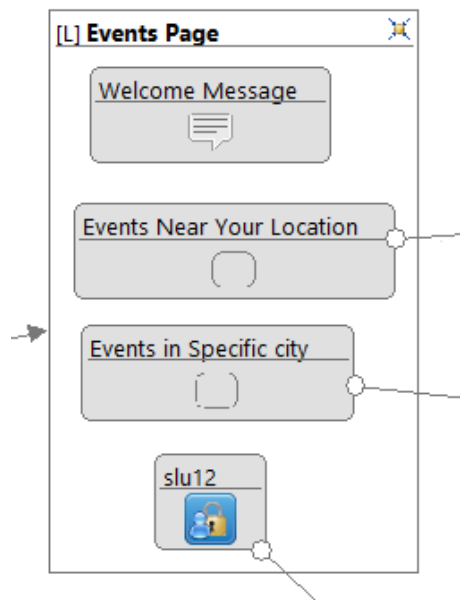 [L] Events Page
Welcome Message
Events Near Your Location
Events in Specific city
slu12